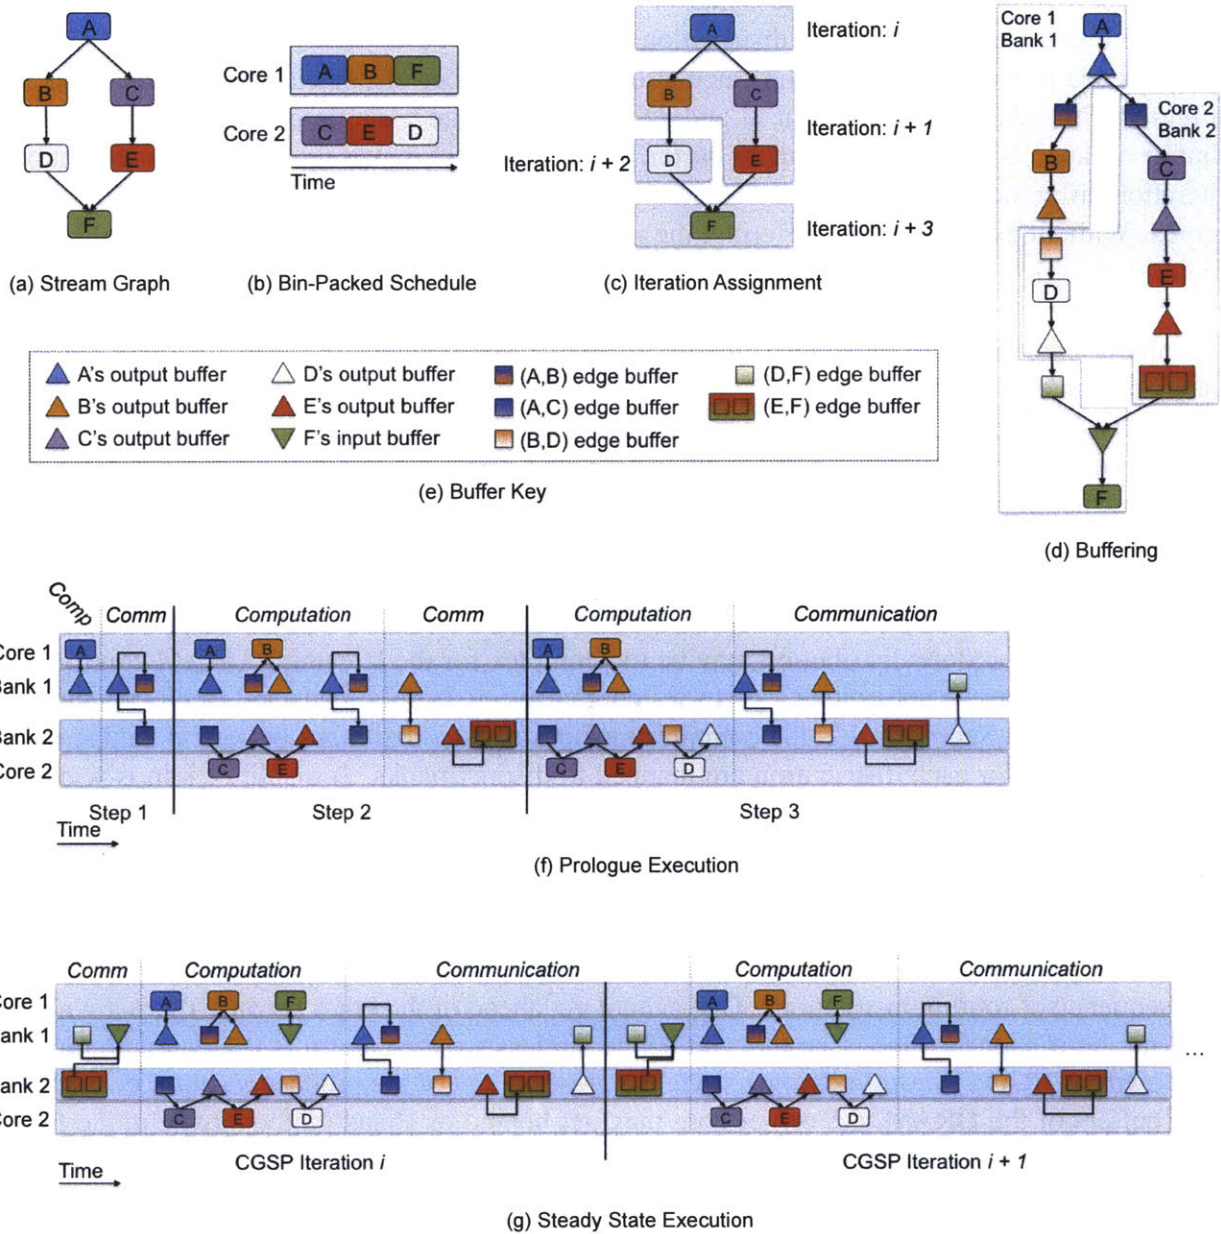 A
B C
D E
F
(a) Stream Graph
Core 1 A B F
Core 2 C E D
Time
(b) Bin-Packed Schedule
A Iteration: i
B C
Iteration: i + 1
Iteration: i + 2 D E
F Iteration: i + 3
(c) Iteration Assignment
Core 1
Bank 1
A
Core 2
Bank 2
B
C
E
D
F
(d) Buffering
A's output buffer
B's output buffer
C's output buffer
D's output buffer
E's output buffer
F's input buffer
(A,B) edge buffer
(A,C) edge buffer
(B,D) edge buffer
(D,F) edge buffer
(E,F) edge buffer
(e) Buffer Key
Comp Comm Computation Comm Computation Communication
Core 1 A A B A B
Bank 1
Bank 2
Core 2 C E C E D
Step 1 Step 2 Step 3
Time
(f) Prologue Execution
Comm Computation Communication Comm Computation Communication
Core 1 A B F A B F
Bank 1
...
Bank 2
Core 2 C E D C E D
CGSP Iteration i CGSP Iteration i + 1
Time
(g) Steady State Execution